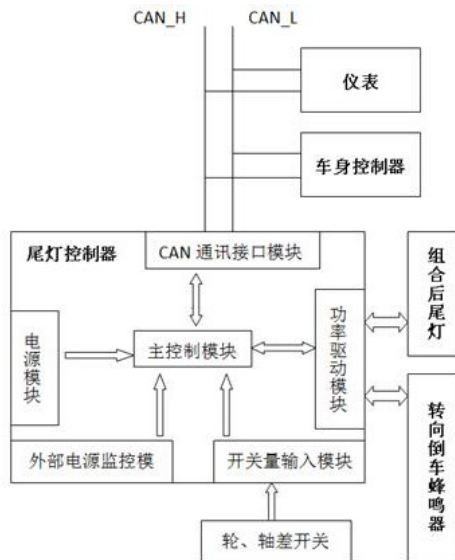 CAN_H CAN_L
仪表
车身控制器
尾灯控制器
CAN 通讯接口模块
组合后尾灯
电源模块
主控制模块
功率驱动模块
转向倒车蜂鸣器
外部电源监控模
开关量输入模块
轮、轴差开关